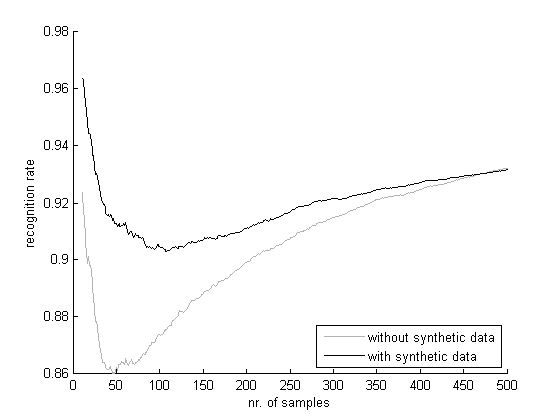 0.98
0.96
0.94
0.92
0.9
0.88
0.86
recognition rate
without synthetic data
with synthetic data
0 50 100 150 200 250 300 350 400 450 500
nr. of samples